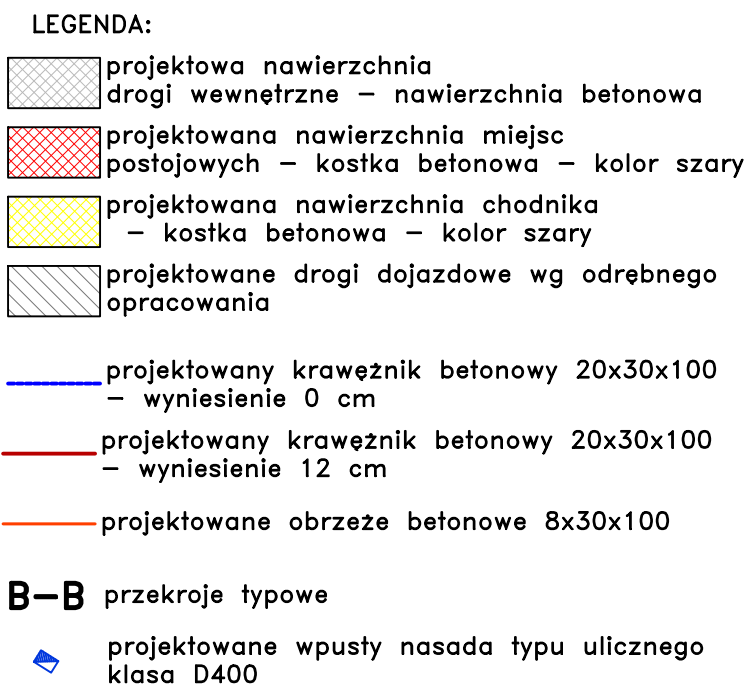 LEGENDA:
projektowa nawierzchnia
drogi wewnętrzne – nawierzchnia betonowa
projektowana nawierzchnia miejsc
postojowych – kostka betonowa – kolor szary
projektowana nawierzchnia chodnika
– kostka betonowa – kolor szary
projektowane drogi dojazdowe wg odrębnego
opracowania
projektowany krawężnik betonowy 20x30x100
– wyniesienie 0 cm
projektowany krawężnik betonowy 20x30x100
– wyniesienie 12 cm
projektowane obrzeże betonowe 8x30x100
B–B przekroje typowe
projektowane wpusty nasada typu ulicznego
klasa D400